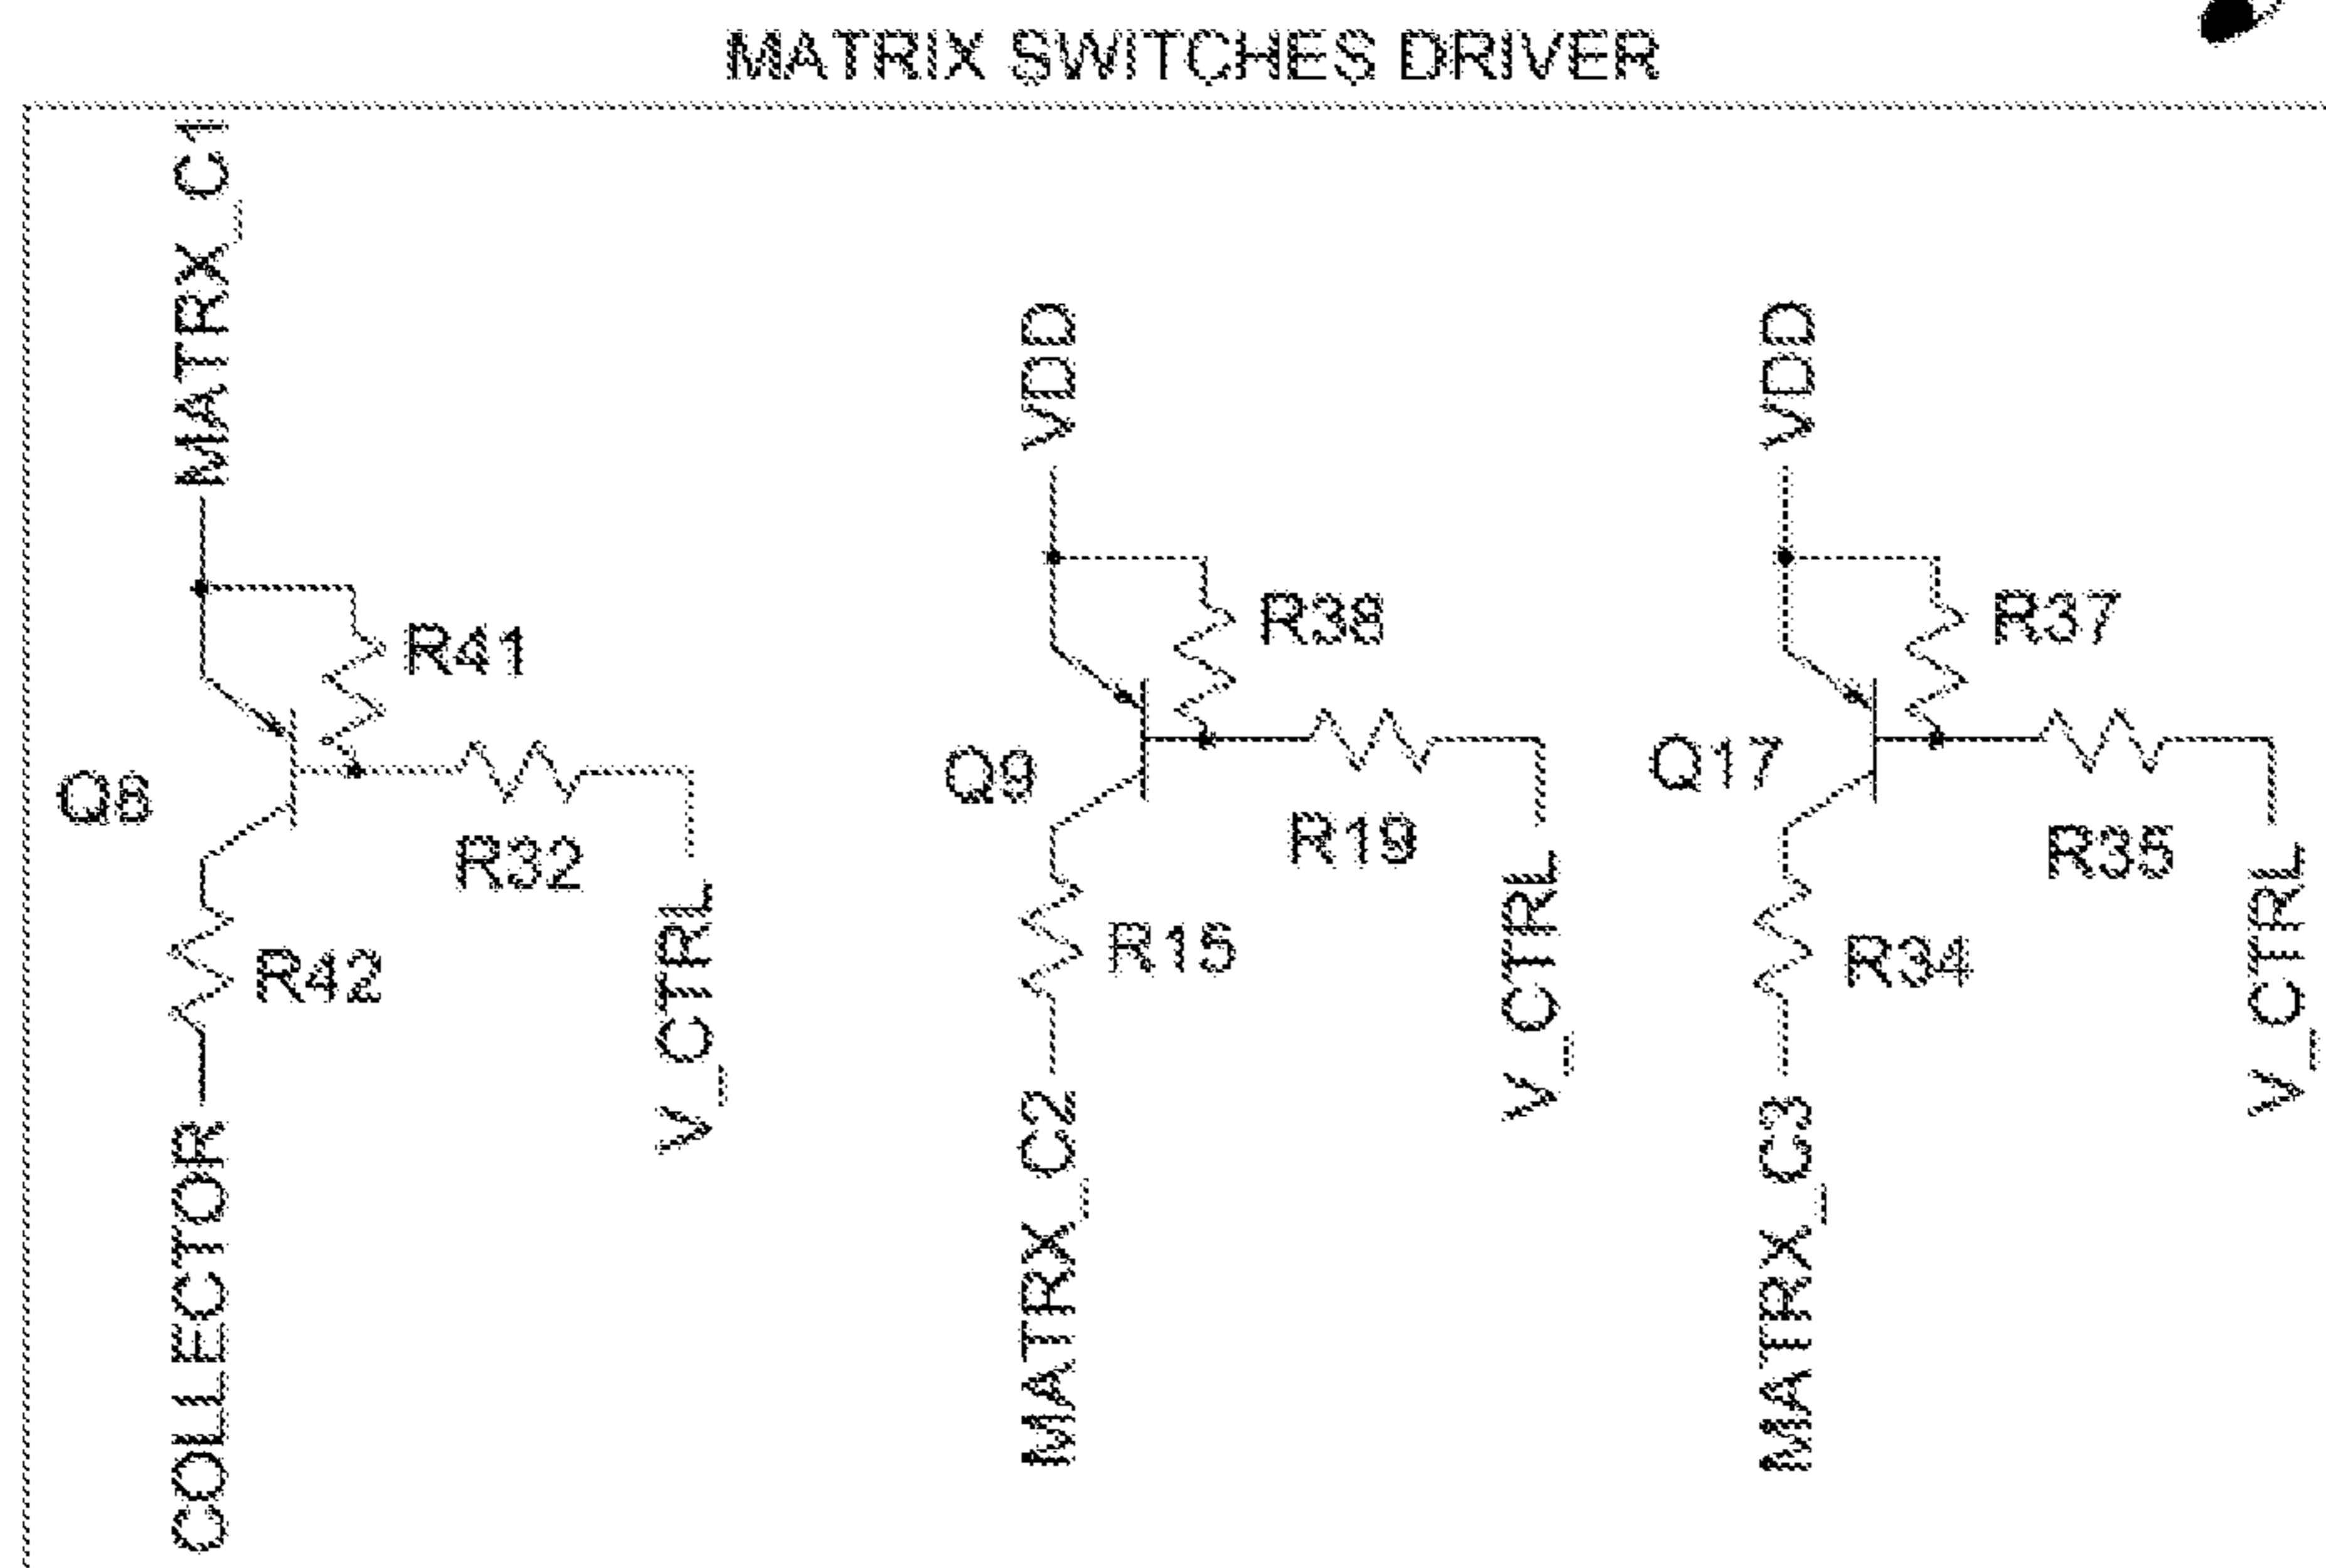 MATRIX SWITCHES DRIVER
MATRX_C1
VDD
VDD
R41
R38
R37
Q8
Q9
Q17
R32
R19
R35
R42
R15
R34
V_CTRL
V_CTRL
V_CTRL
COLLECTOR
MATRX_C2
MATRX_C3